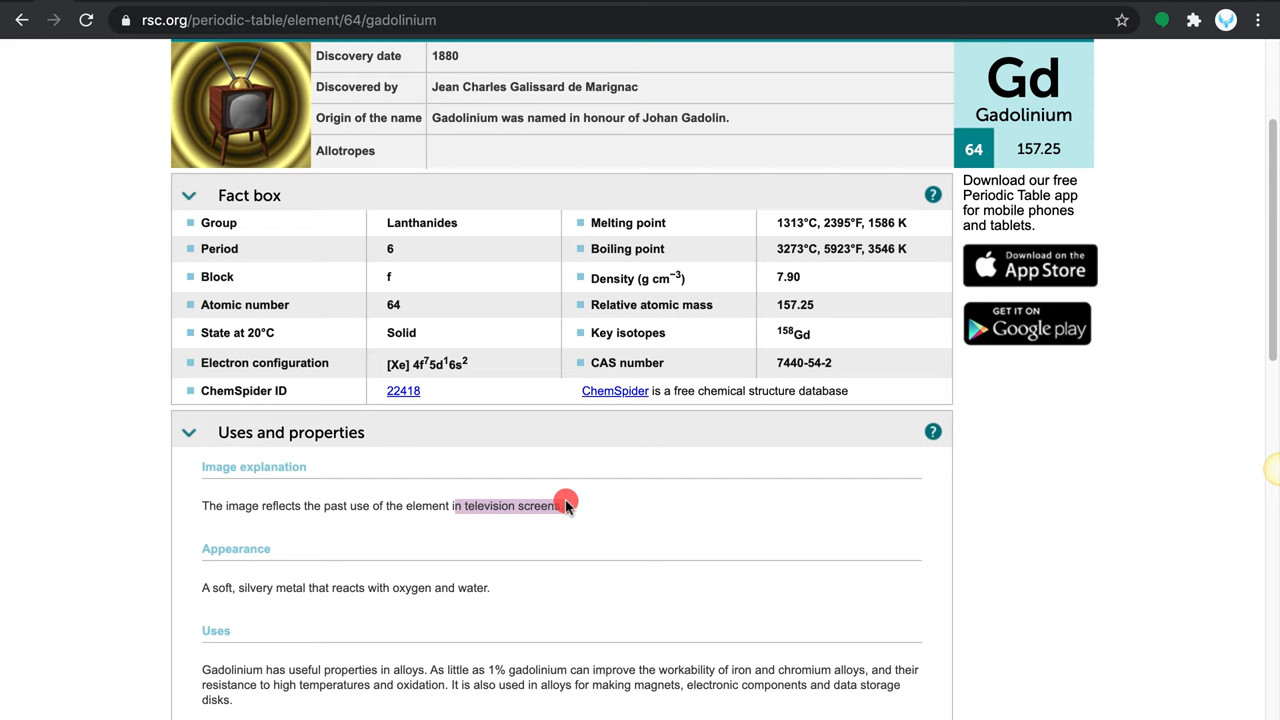 rsc.org/periodic-table/element/64/gadolinium
Discovery date 1880
Discovered by Jean Charles Galissard de Marignac
Origin of the name Gadolinium was named in honour of Johan Gadolin.
Allotropes
Gd
Gadolinium
64 157.25
Download our free
Periodic Table app
for mobile phones
and tablets.
Download on the
App Store
GET IT ON
Google play
Fact box ?
Group Lanthanides Melting point 1313°C, 2395°F, 1586 K
Period 6 Boiling point 3273°C, 5923°F, 3546 K
Block f Density (g cm⁻³) 7.90
Atomic number 64 Relative atomic mass 157.25
State at 20°C Solid Key isotopes ¹⁵⁸Gd
Electron configuration [Xe] 4f⁷5d¹6s² CAS number 7440-54-2
ChemSpider ID 22418 ChemSpider is a free chemical structure database
Uses and properties ?
Image explanation
The image reflects the past use of the element in television screens
Appearance
A soft, silvery metal that reacts with oxygen and water.
Uses
Gadolinium has useful properties in alloys. As little as 1% gadolinium can improve the workability of iron and chromium alloys, and their
resistance to high temperatures and oxidation. It is also used in alloys for making magnets, electronic components and data storage
disks.